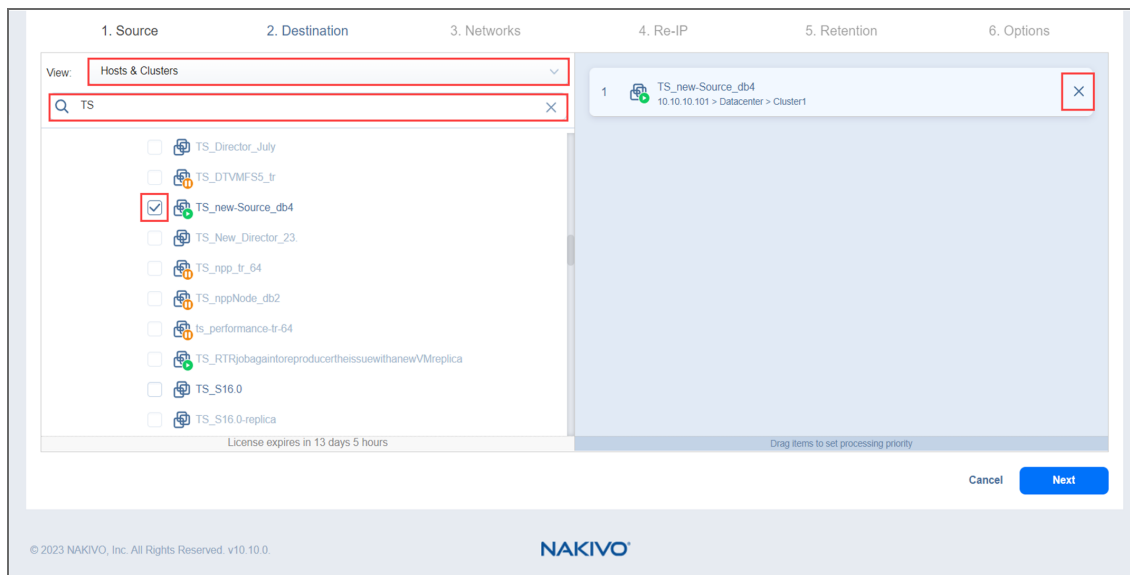 1. Source 2. Destination 3. Networks 4. Re-IP 5. Retention 6. Options
View: Hosts & Clusters
TS
TS_Director_July
TS_DTVMFS5_tr
TS_new-Source_db4
TS_New_Director_23.
TS_npp_tr_64
TS_nppNode_db2
ts_performance-tr-64
TS_RTRjobagaintoreproducertheissuewithanewVMreplica
TS_S16.0
TS_S16.0-replica
License expires in 13 days 5 hours
1 TS_new-Source_db4
10.10.10.101 > Datacenter > Cluster1
Drag items to set processing priority
Cancel Next
© 2023 NAKIVO, Inc. All Rights Reserved. v10.10.0.
NAKIVO®